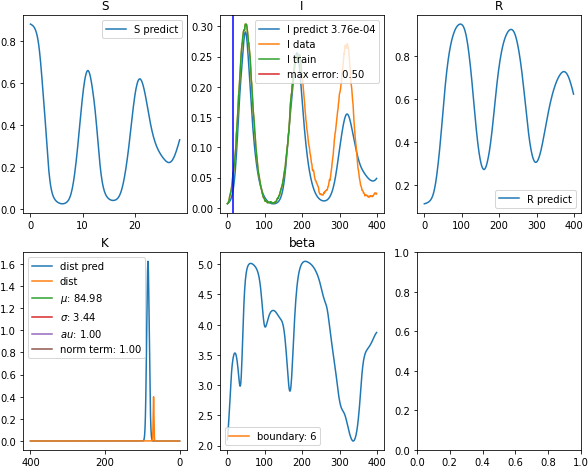 S
I
R
S predict
I predict 3.76e-04
I data
I train
max error: 0.50
R predict
0.8
0.6
0.4
0.2
0.0
0.30
0.25
0.20
0.15
0.10
0.05
0.00
0.8
0.6
0.4
0.2
0 10 20
0 100 200 300 400
0 100 200 300 400
K
beta
dist pred
dist
μ: 84.98
σ: 3.44
au: 1.00
norm term: 1.00
boundary: 6
1.6
1.4
1.2
1.0
0.8
0.6
0.4
0.2
0.0
5.0
4.5
4.0
3.5
3.0
2.5
2.0
1.0
0.8
0.6
0.4
0.2
0.0
400 200 0
0 100 200 300 400
0.0 0.2 0.4 0.6 0.8 1.0